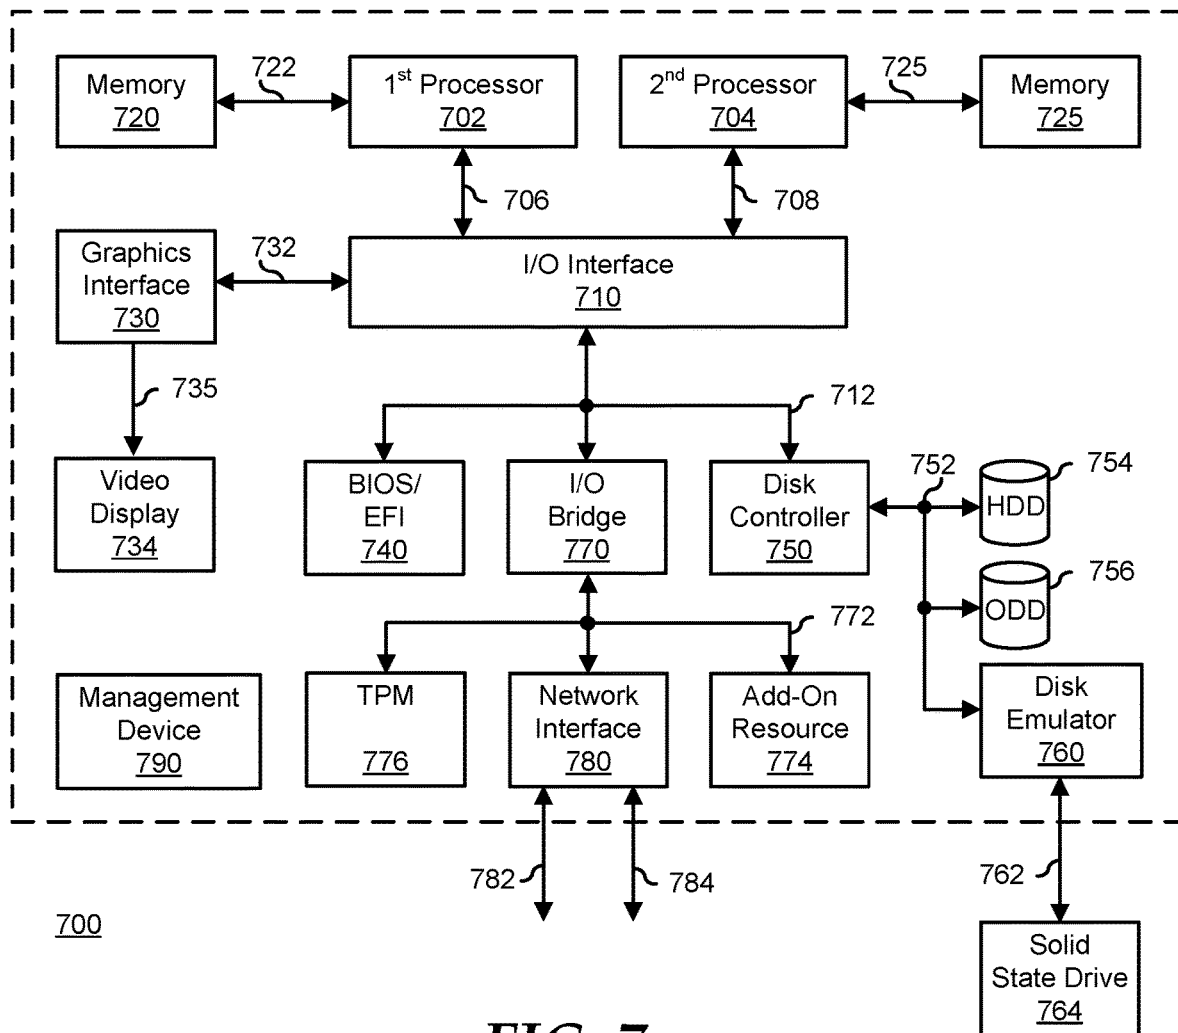 Memory
720
722
1st Processor
702
2nd Processor
704
725
Memory
725
706
708
Graphics
Interface
730
732
I/O Interface
710
735
712
Video
Display
734
BIOS/
EFI
740
I/O
Bridge
770
Disk
Controller
750
752
HDD
754
ODD
756
772
Management
Device
790
TPM
776
Network
Interface
780
Add-On
Resource
774
Disk
Emulator
760
782
784
762
700
Solid
State Drive
764
FIG. 7